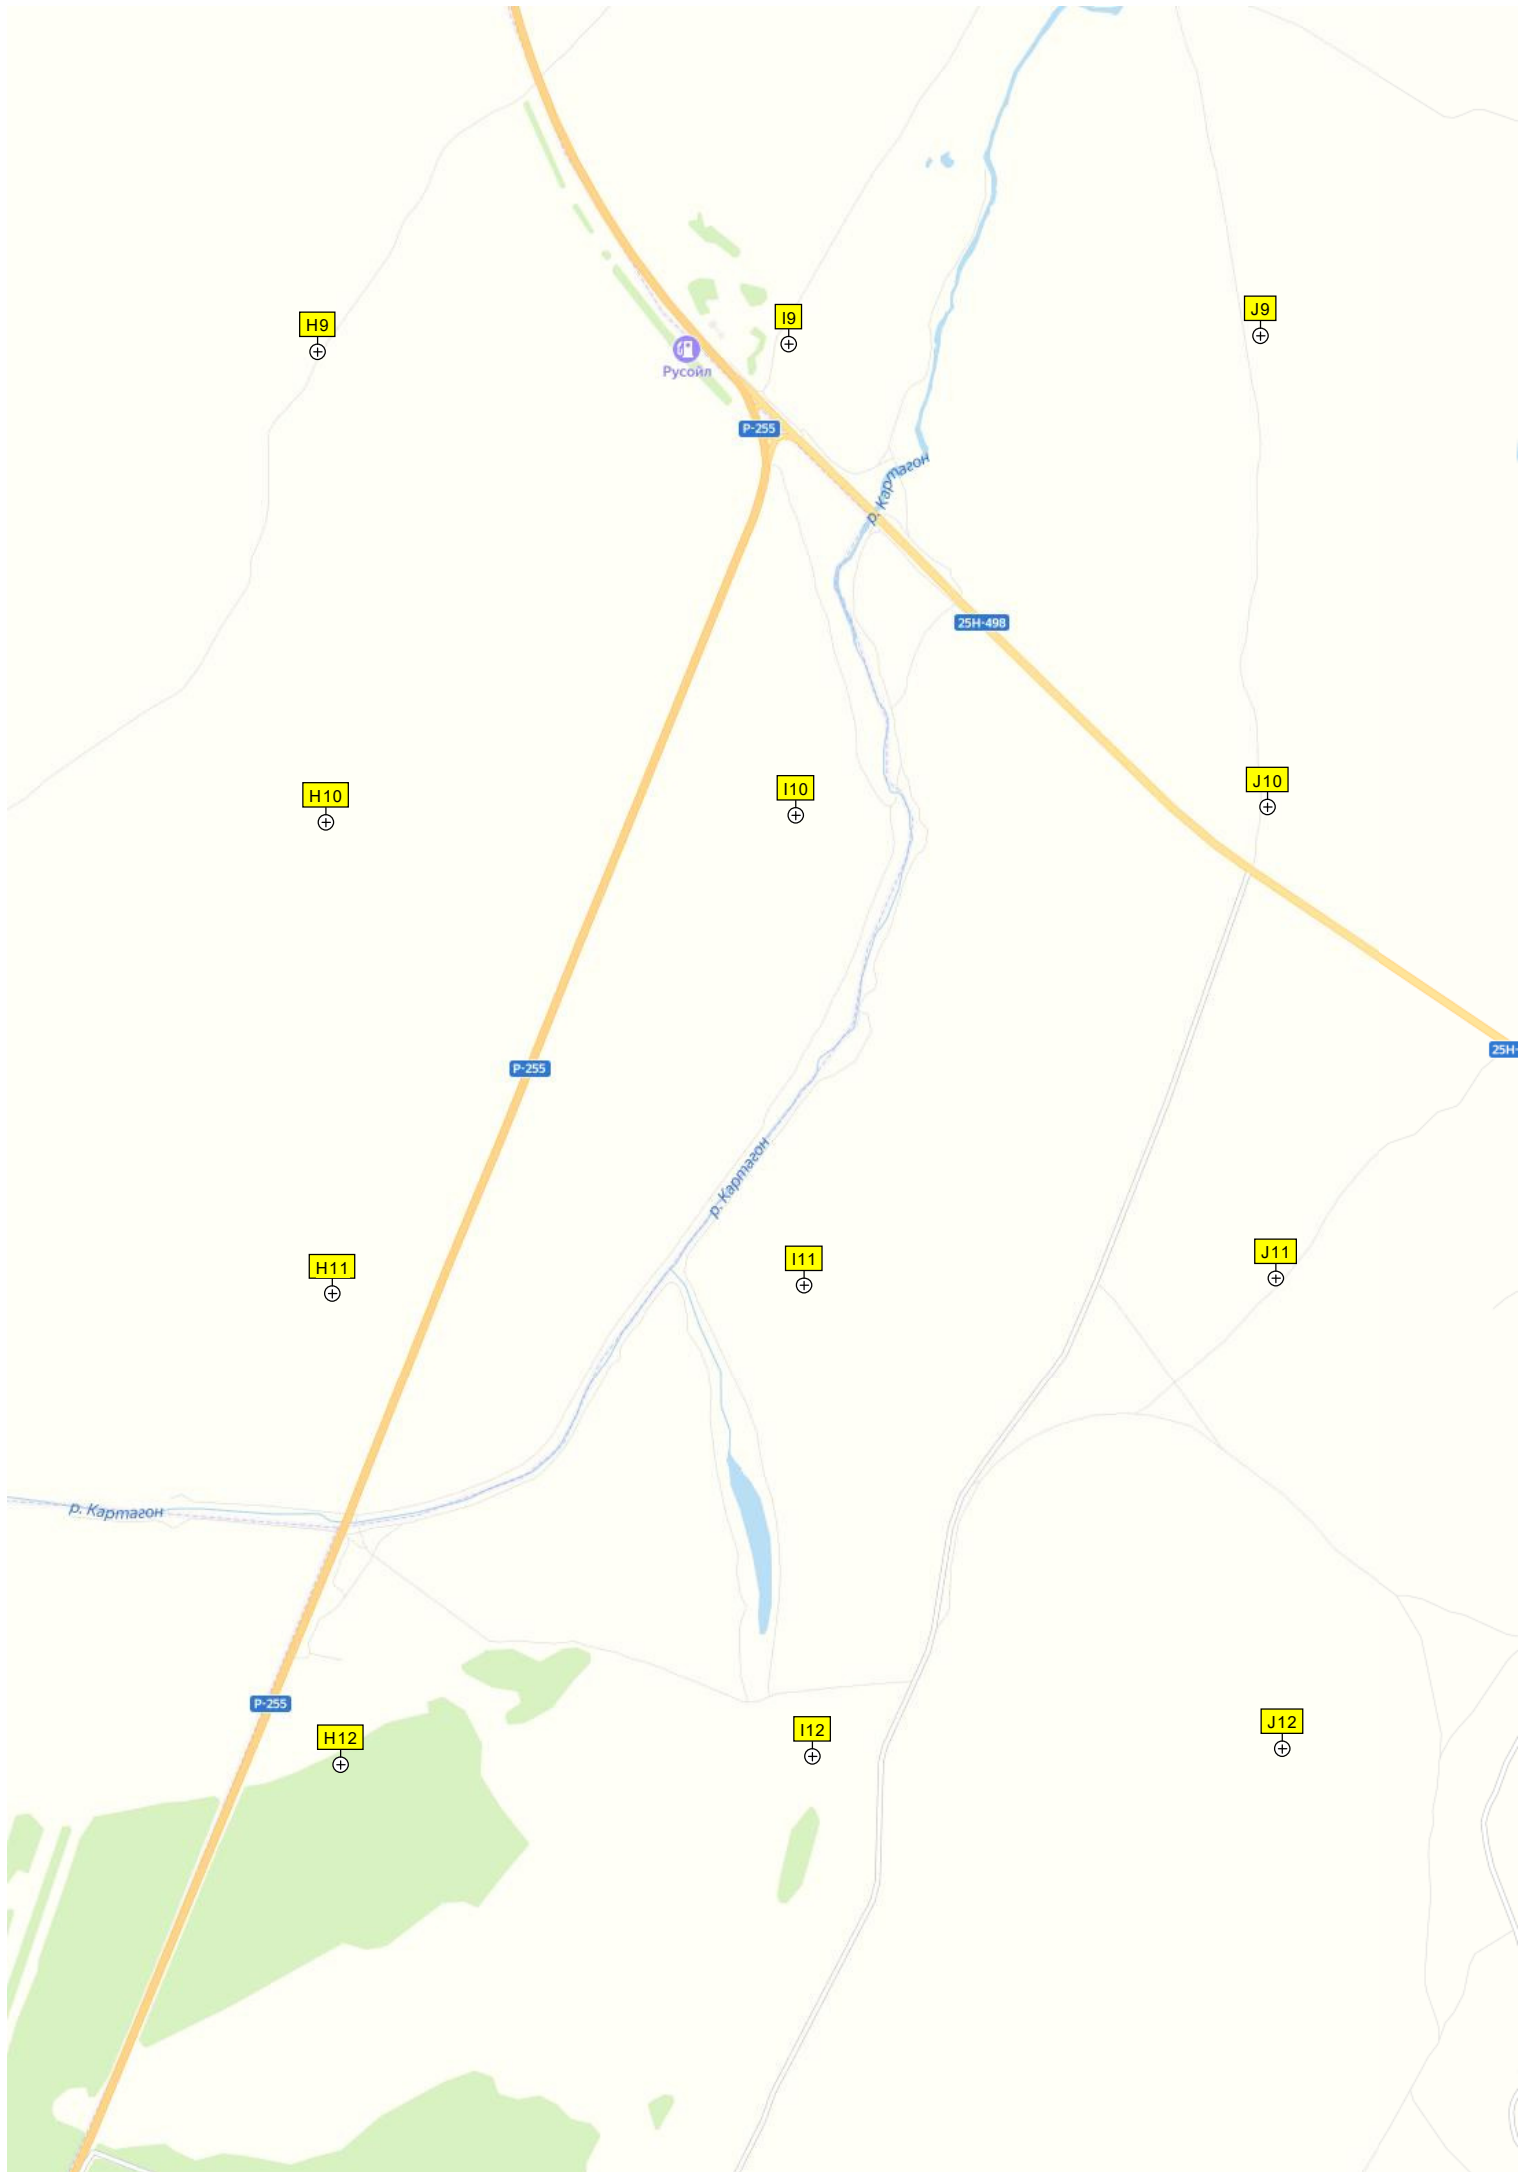 H9
I9
J9
Русойл
Р-255
р. Картагон
25Н-498
H10
I10
J10
25Н-
Р-255
р. Картагон
H11
I11
J11
р. Картагон
Р-255
H12
I12
J12